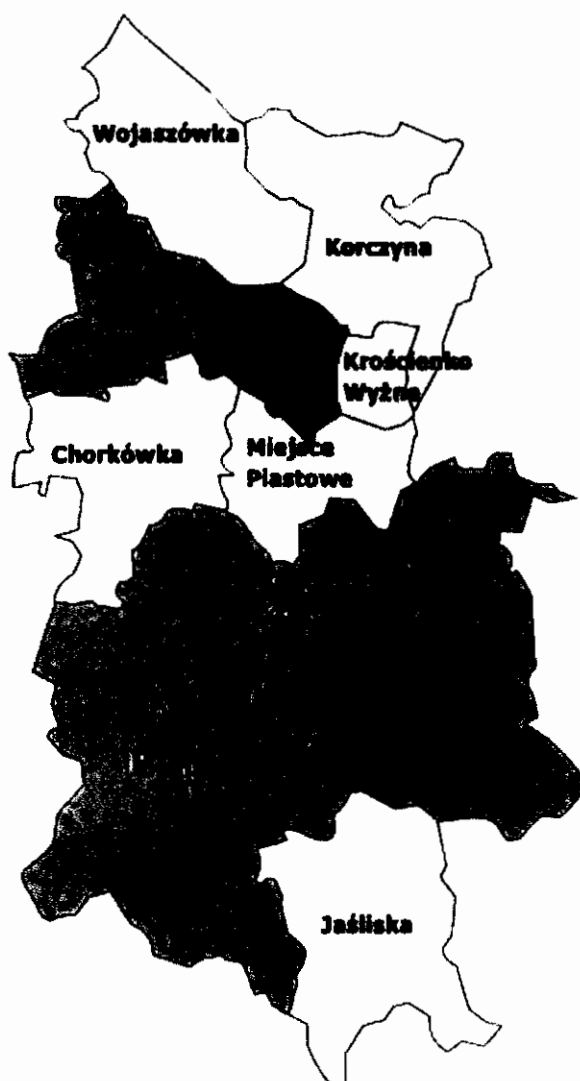 Wojaszówka
Korczyna
Krościenko
Wyżne
Chorkówka
Miejsce
Piastowe
Jaśliska